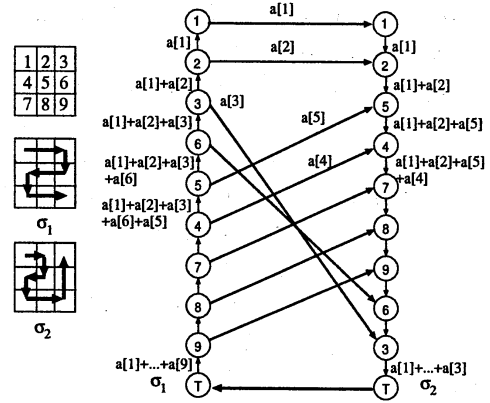 1 2 3
4 5 6
7 8 9
σ1
σ2
a[1]
1
1
a[1]
a[1]
a[2]
2
2
a[1]+a[2]
a[1]+a[2]
3
a[3]
5
a[1]+a[2]+a[3]
a[5]
a[1]+a[2]+a[5]
6
4
a[1]+a[2]+a[3]
+a[6]
a[4]
a[1]+a[2]+a[5]
+a[4]
5
7
a[1]+a[2]+a[3]
+a[6]+a[5]
4
8
7
9
8
6
9
3
a[1]+...+a[9]
a[1]+...+a[3]
σ1
T
T
σ2